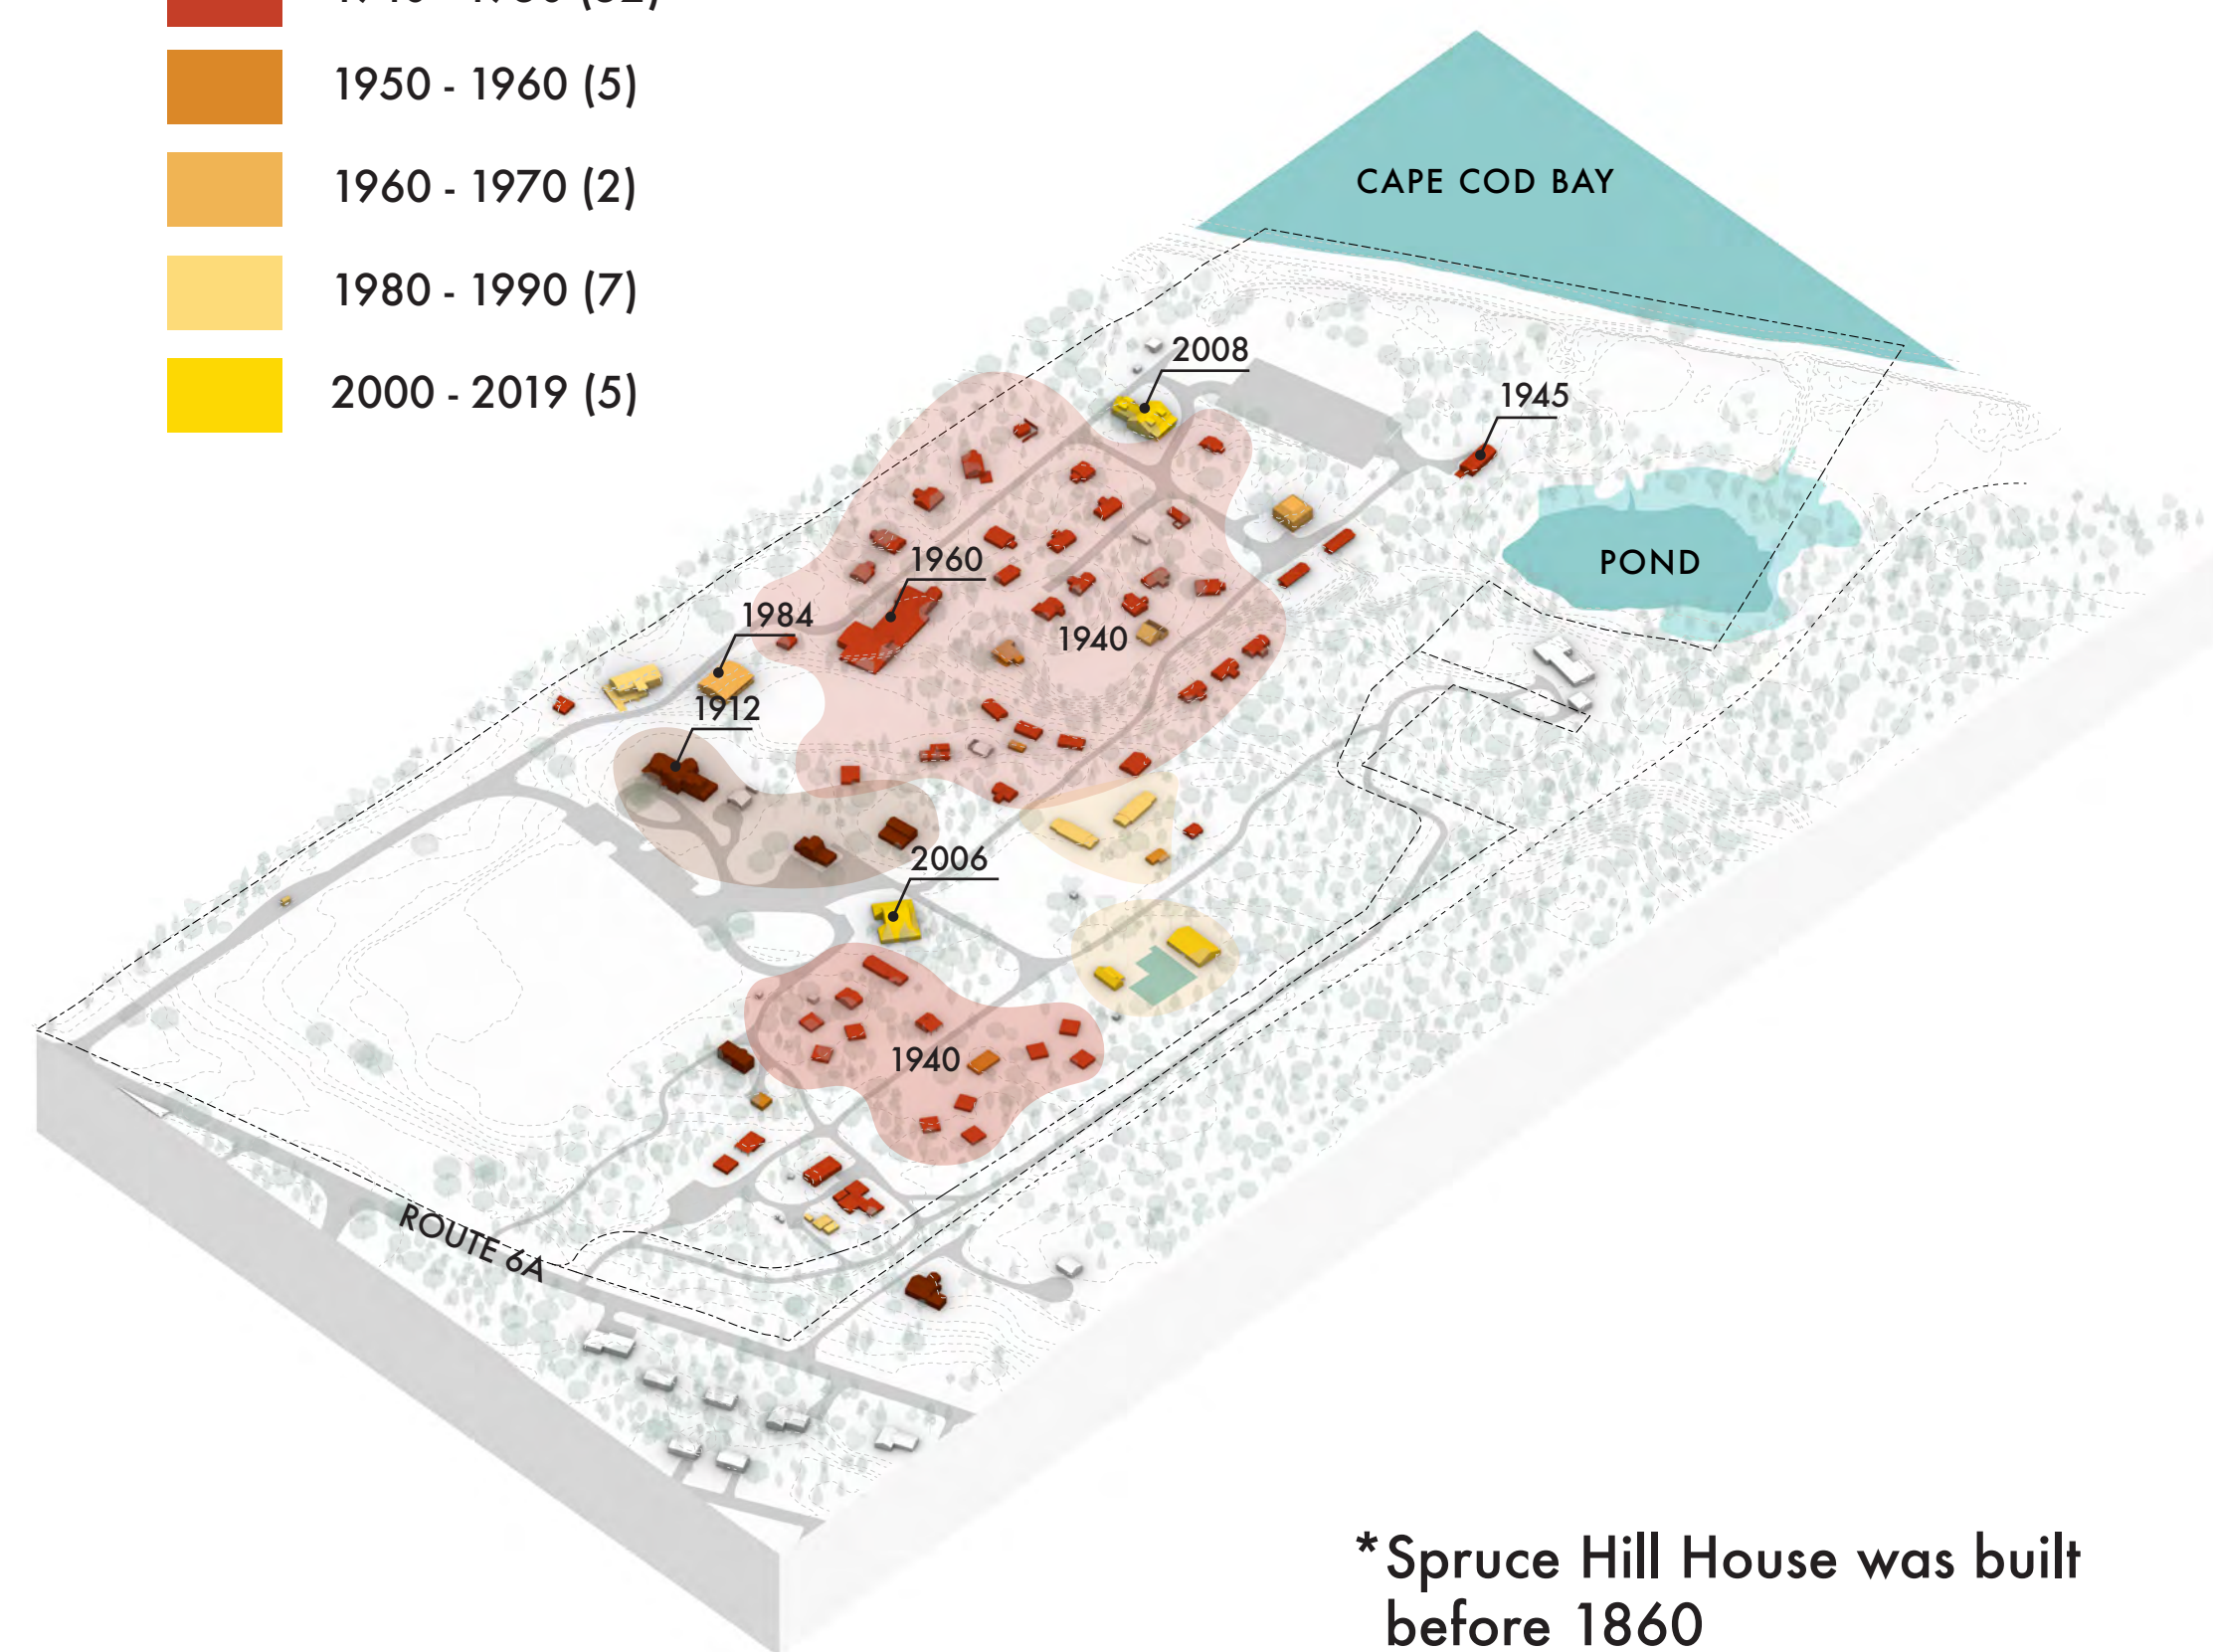 1950 - 1960 (5)
1960 - 1970 (2)
1980 - 1990 (7)
2000 - 2019 (5)
CAPE COD BAY
2008
1945
1960
POND
1984
1940
1912
2006
1940
ROUTE 6A
*Spruce Hill House was built
before 1860